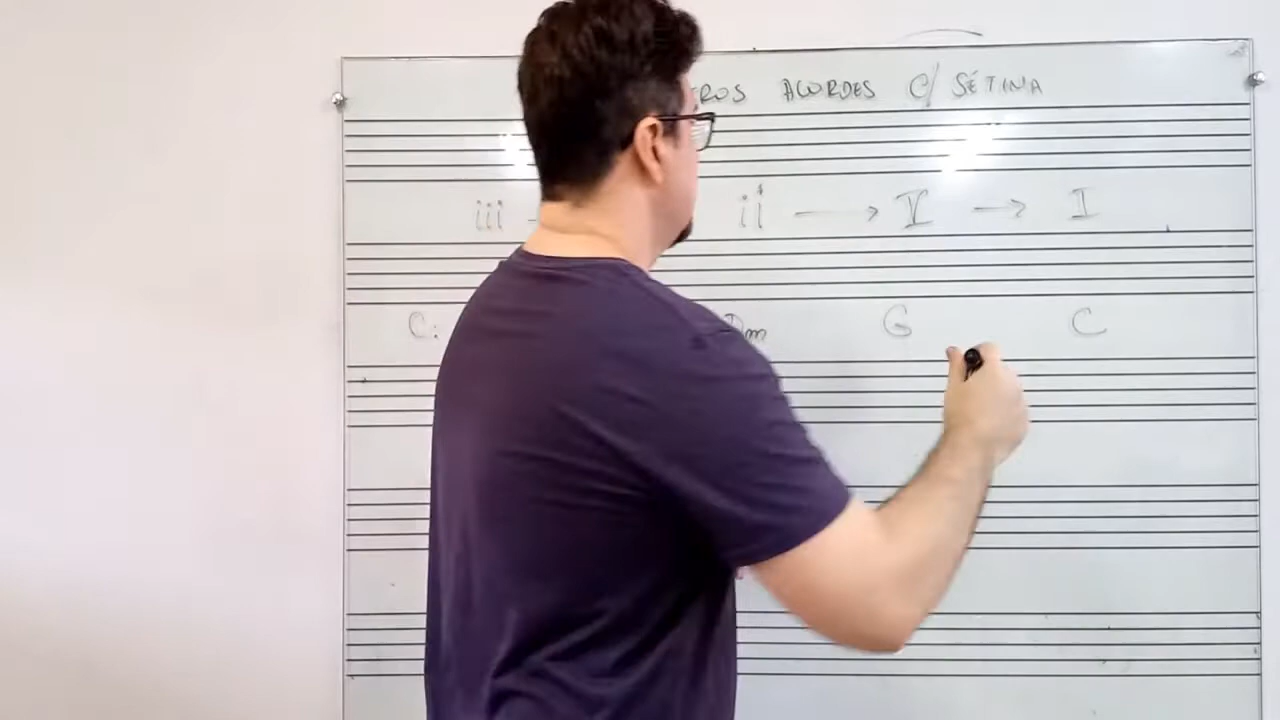 ACORDES C/ SÉTIMA
iii ii → V → I
C: Dm G C